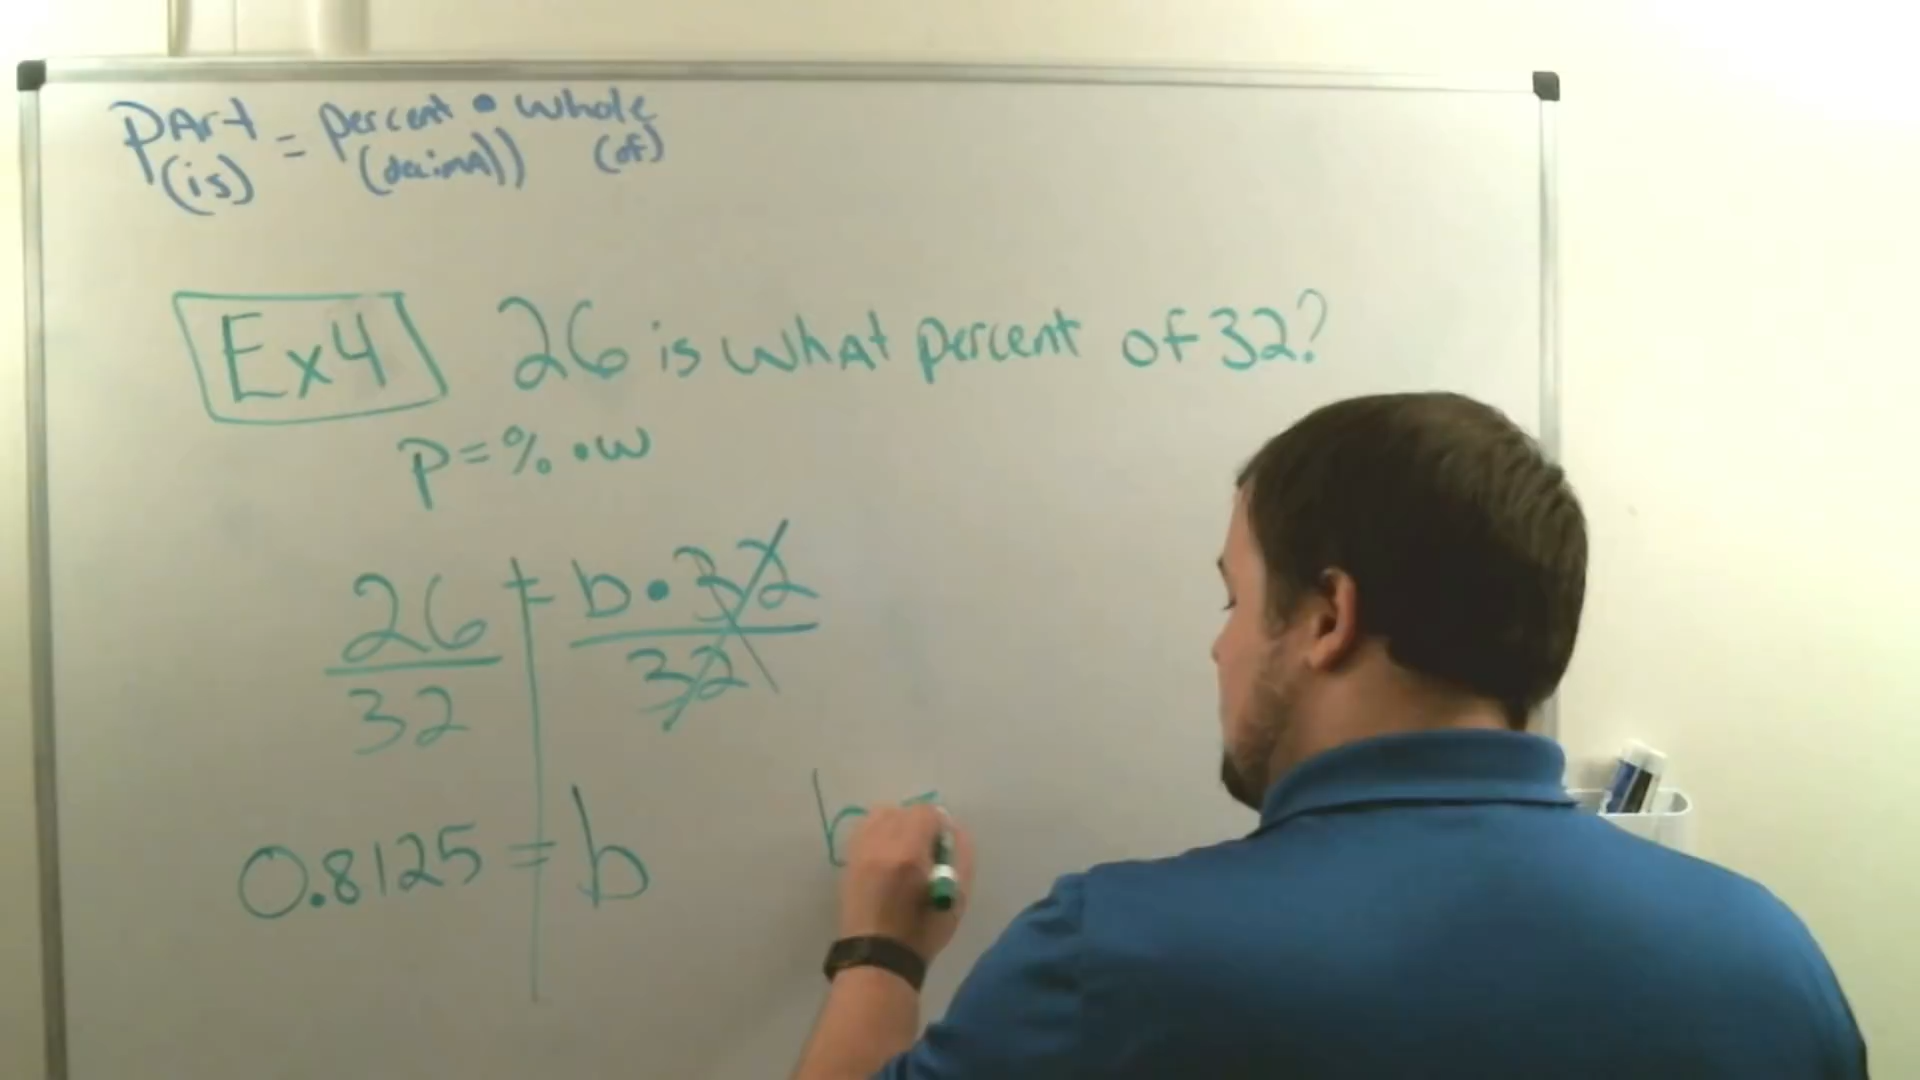 PArt = percent • whole
(is) (decimAl) (of)
Ex4 26 is whAt percent of 32?
P = % • w
26 = b • 32
32 32
0.8125 = b b =